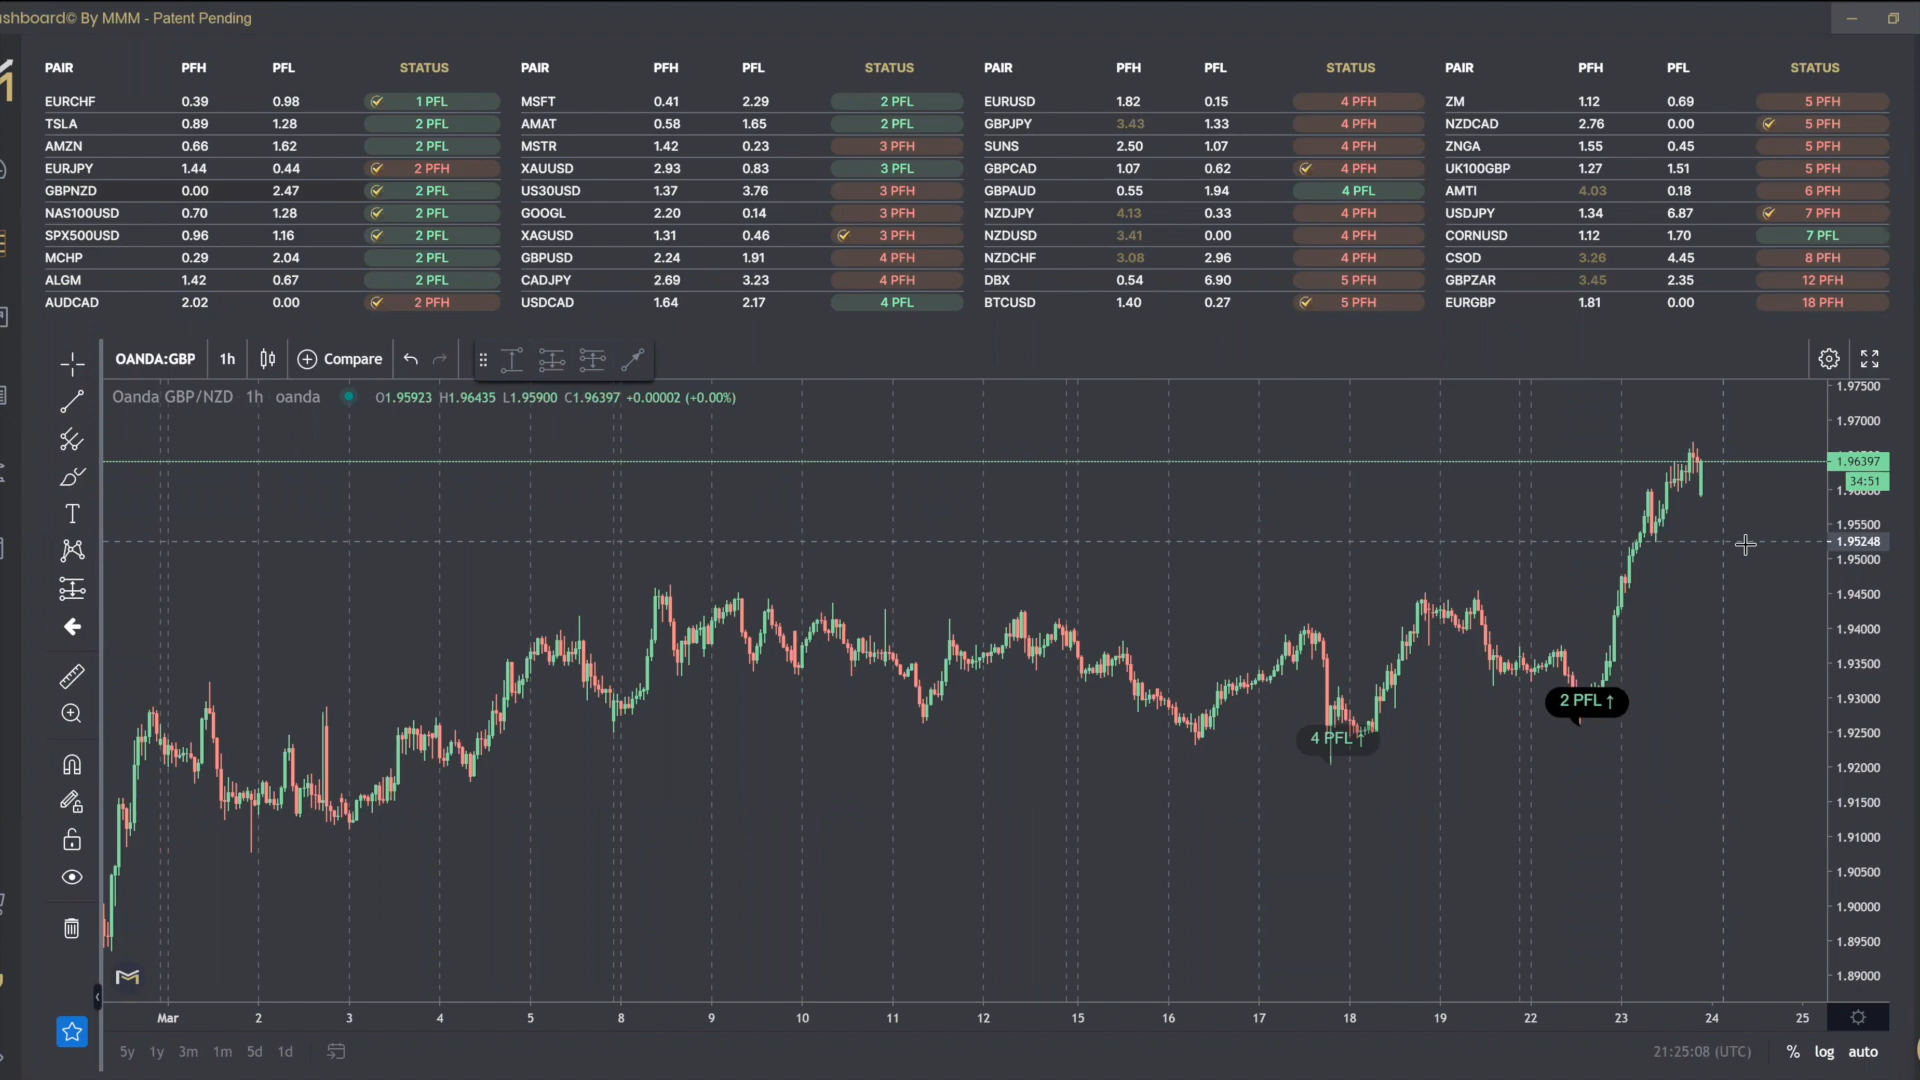 shboard© By MMM - Patent Pending
PAIR PFH PFL STATUS PAIR PFH PFL STATUS PAIR PFH PFL STATUS PAIR PFH PFL STATUS
EURCHF 0.39 0.98 1 PFL MSFT 0.41 2.29 2 PFL EURUSD 1.82 0.15 4 PFH ZM 1.12 0.69 5 PFH
TSLA 0.89 1.28 2 PFL AMAT 0.58 1.65 2 PFL GBPJPY 3.43 1.33 4 PFH NZDCAD 2.76 0.00 5 PFH
AMZN 0.66 1.62 2 PFL MSTR 1.42 0.23 3 PFH SUNS 2.50 1.07 4 PFH ZNGA 1.55 0.45 5 PFH
EURJPY 1.44 0.44 2 PFH XAUUSD 2.93 0.83 3 PFL GBPCAD 1.07 0.62 4 PFH UK100GBP 1.27 1.51 5 PFH
GBPNZD 0.00 2.47 2 PFL US30USD 1.37 3.76 3 PFH GBPAUD 0.55 1.94 4 PFL AMTI 4.03 0.18 6 PFH
NAS100USD 0.70 1.28 2 PFL GOOGL 2.20 0.14 3 PFH NZDJPY 4.13 0.33 4 PFH USDJPY 1.34 6.87 7 PFH
SPX500USD 0.96 1.16 2 PFL XAGUSD 1.31 0.46 3 PFH NZDUSD 3.41 0.00 4 PFH CORNUSD 1.12 1.70 7 PFL
MCHP 0.29 2.04 2 PFL GBPUSD 2.24 1.91 4 PFH NZDCHF 3.08 2.96 4 PFH CSOD 3.26 4.45 8 PFH
ALGM 1.42 0.67 2 PFL CADJPY 2.69 3.23 4 PFH DBX 0.54 6.90 5 PFH GBPZAR 3.45 2.35 12 PFH
AUDCAD 2.02 0.00 2 PFH USDCAD 1.64 2.17 4 PFL BTCUSD 1.40 0.27 5 PFH EURGBP 1.81 0.00 18 PFH
OANDA:GBP 1h Compare
Oanda GBP/NZD 1h oanda O1.95923 H1.96435 L1.95900 C1.96397 +0.00002 (+0.00%)
1.97500
1.97000
1.96397
34:51
1.95500
1.95248
1.95000
1.94500
1.94000
1.93500
1.93000
2 PFL ↑
1.92500
4 PFL ↑
1.92000
1.91500
1.91000
1.90500
1.90000
1.89500
1.89000
Mar 2 3 4 5 8 9 10 11 12 15 16 17 18 19 22 23 24 25
5y 1y 3m 1m 5d 1d 21:25:08 (UTC) % log auto